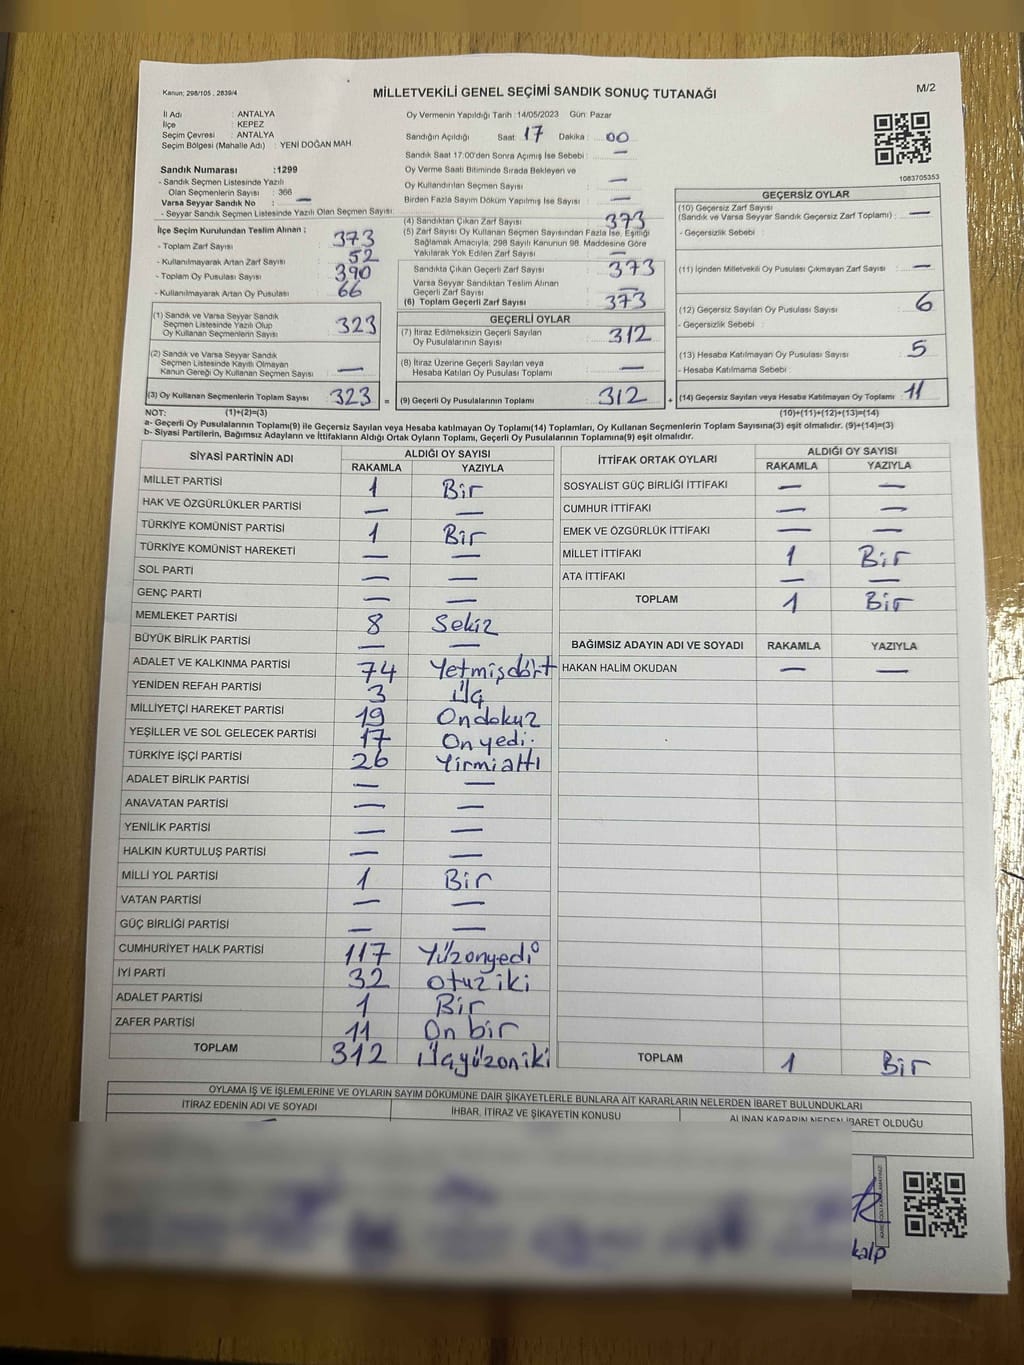 Kanun: 298/105 , 2839/4
MİLLETVEKİLİ GENEL SEÇİMİ SANDIK SONUÇ TUTANAĞI
M/2
İl Adı : ANTALYA
İlçe : KEPEZ
Seçim Çevresi : ANTALYA
Seçim Bölgesi (Mahalle Adı) : YENİ DOĞAN MAH
Sandık Numarası :1299
- Sandık Seçmen Listesinde Yazılı
Olan Seçmenlerin Sayısı : 366
Varsa Seyyar Sandık No : —
- Seyyar Sandık Seçmen Listesinde Yazılı Olan Seçmen Sayısı
İlçe Seçim Kurulundan Teslim Alınan ;
- Toplam Zarf Sayısı : 373
- Kullanılmayarak Artan Zarf Sayısı : 52
- Toplam Oy Pusulası Sayısı : 390
- Kullanılmayarak Artan Oy Pusulası : 66
(1) Sandık ve Varsa Seyyar Sandık
Seçmen Listesinde Yazılı Olup
Oy Kullanan Seçmenlerin Sayısı : 323
(2) Sandık ve Varsa Seyyar Sandık
Seçmen Listesinde Kayıtlı Olmayan
Kanun Gereği Oy Kullanan Seçmen Sayısı : —
(3) Oy Kullanan Seçmenlerin Toplam Sayısı : 323 =
Oy Vermenin Yapıldığı Tarih :14/05/2023 Gün: Pazar
Sandığın Açıldığı Saat: 17 Dakika : 00
Sandık Saat 17:00'den Sonra Açımış İse Sebebi : —
Oy Verme Saati Bitiminde Sırada Bekleyen ve
Oy Kullandırılan Seçmen Sayısı : —
Birden Fazla Sayım Döküm Yapılmış İse Sayısı : —
(4) Sandıktan Çıkan Zarf Sayısı : 373
(5) Zarf Sayısı Oy Kullanan Seçmen Sayısından Fazla İse, Eşitliği
Sağlamak Amacıyla, 298 Sayılı Kanunun 98. Maddesine Göre
Yakılarak Yok Edilen Zarf Sayısı : —
Sandıkta Çıkan Geçerli Zarf Sayısı : 373
Varsa Seyyar Sandıktan Teslim Alınan
Geçerli Zarf Sayısı : —
(6) Toplam Geçerli Zarf Sayısı : 373
GEÇERLİ OYLAR
(7) İtiraz Edilmeksizin Geçerli Sayılan
Oy Pusulalarının Sayısı : 312
(8) İtiraz Üzerine Geçerli Sayılan veya
Hesaba Katılan Oy Pusulası Toplamı : —
(9) Geçerli Oy Pusulalarının Toplamı : 312 +
1083705353
GEÇERSİZ OYLAR
(10) Geçersiz Zarf Sayısı
(Sandık ve Varsa Seyyar Sandık Geçersiz Zarf Toplamı) : —
- Geçersizlik Sebebi :
(11) İçinden Milletvekili Oy Pusulası Çıkmayan Zarf Sayısı : —
(12) Geçersiz Sayılan Oy Pusulası Sayısı : 6
- Geçersizlik Sebebi :
(13) Hesaba Katılmayan Oy Pusulası Sayısı : 5
- Hesaba Katılmama Sebebi :
(14) Geçersiz Sayılan veya Hesaba Katılmayan Oy Toplamı : 11
NOT: (1)+(2)=(3) (10)+(11)+(12)+(13)=(14)
a- Geçerli Oy Pusulalarının Toplamı(9) ile Geçersiz Sayılan veya Hesaba katılmayan Oy Toplamı(14) Toplamları, Oy Kullanan Seçmenlerin Toplam Sayısına(3) eşit olmalıdır. (9)+(14)=(3)
b- Siyasi Partilerin, Bağımsız Adayların ve İttifakların Aldığı Ortak Oyların Toplamı, Geçerli Oy Pusulalarının Toplamına(9) eşit olmalıdır.
SİYASİ PARTİNİN ADI ALDIĞI OY SAYISI
RAKAMLA YAZIYLA
MİLLET PARTİSİ 1 Bir
HAK VE ÖZGÜRLÜKLER PARTİSİ — —
TÜRKİYE KOMÜNİST PARTİSİ 1 Bir
TÜRKİYE KOMÜNİST HAREKETİ — —
SOL PARTİ — —
GENÇ PARTİ — —
MEMLEKET PARTİSİ 8 Sekiz
BÜYÜK BİRLİK PARTİSİ — —
ADALET VE KALKINMA PARTİSİ 74 Yetmişdört
YENİDEN REFAH PARTİSİ 3 Üç
MİLLİYETÇİ HAREKET PARTİSİ 19 Ondokuz
YEŞİLLER VE SOL GELECEK PARTİSİ 17 Onyedi
TÜRKİYE İŞÇİ PARTİSİ 26 Yirmialtı
ADALET BİRLİK PARTİSİ — —
ANAVATAN PARTİSİ — —
YENİLİK PARTİSİ — —
HALKIN KURTULUŞ PARTİSİ — —
MİLLİ YOL PARTİSİ 1 Bir
VATAN PARTİSİ — —
GÜÇ BİRLİĞİ PARTİSİ — —
CUMHURİYET HALK PARTİSİ 117 Yüzonyedi
İYİ PARTİ 32 otuziki
ADALET PARTİSİ 1 Bir
ZAFER PARTİSİ 11 On bir
TOPLAM 312 Üçyüzoniki
İTTİFAK ORTAK OYLARI ALDIĞI OY SAYISI
RAKAMLA YAZIYLA
SOSYALİST GÜÇ BİRLİĞİ İTTİFAKI — —
CUMHUR İTTİFAKI — —
EMEK VE ÖZGÜRLÜK İTTİFAKI — —
MİLLET İTTİFAKI 1 Bir
ATA İTTİFAKI — —
TOPLAM 1 Bir
BAĞIMSIZ ADAYIN ADI VE SOYADI RAKAMLA YAZIYLA
HAKAN HALİM OKUDAN — —
TOPLAM 1 Bir
OYLAMA İŞ VE İŞLEMLERİNE VE OYLARIN SAYIM DÖKÜMÜNE DAİR ŞİKAYETLERLE BUNLARA AİT KARARLARIN NELERDEN İBARET BULUNDUKLARI
İTİRAZ EDENİN ADI VE SOYADI İHBAR, İTİRAZ VE ŞİKAYETİN KONUSU ALINAN KARARIN NEDEN İBARET OLDUĞU
kalp